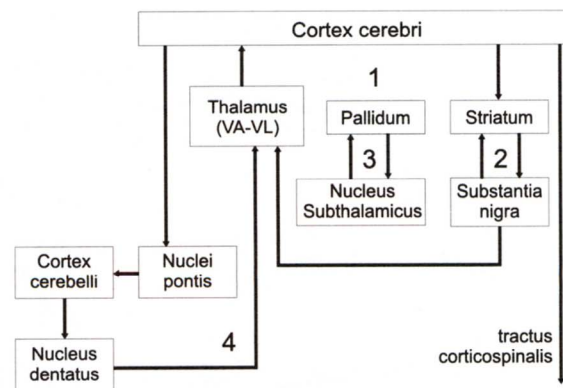 Cortex cerebri
1
Thalamus
(VA-VL)
Pallidum
Striatum
3
2
Nucleus
Subthalamicus
Substantia
nigra
Cortex
cerebelli
Nuclei
pontis
4
tractus
corticospinalis
Nucleus
dentatus